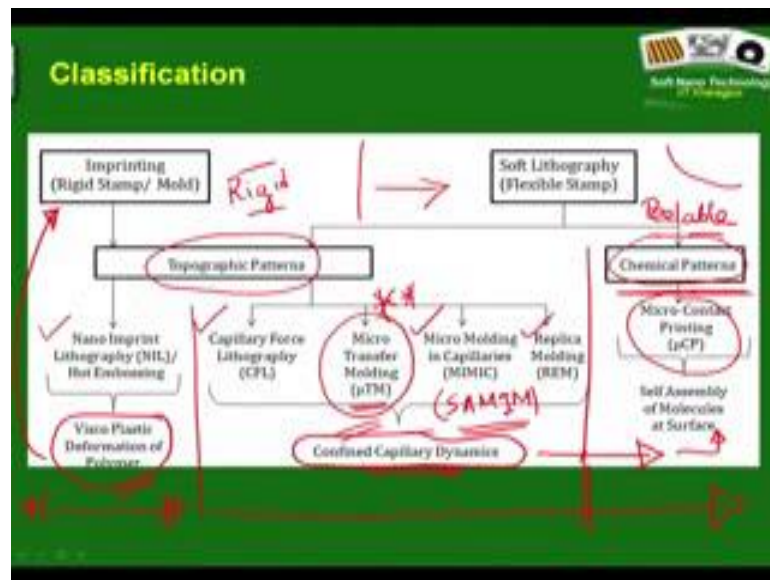 Classification
Soft Nano Technology
Imprinting
(Rigid Stamp/ Mold)
Rigid
Soft Lithography
(Flexible Stamp)
Topographic Patterns
Chemical Patterns
Nano Imprint
Lithography (NIL)/
Hot Embossing
Capillary Force
Lithography
(CFL)
Micro
Transfer
Molding
(μTM)
Micro Molding
in Capillaries
(MIMIC)
Replica
Molding
(REM)
Micro-Contact
Printing
(μCP)
(SAMIM)
Visco Plastic
Deformation of
Polymer
Confined Capillary Dynamics
Self Assembly
of Molecules
at Surface